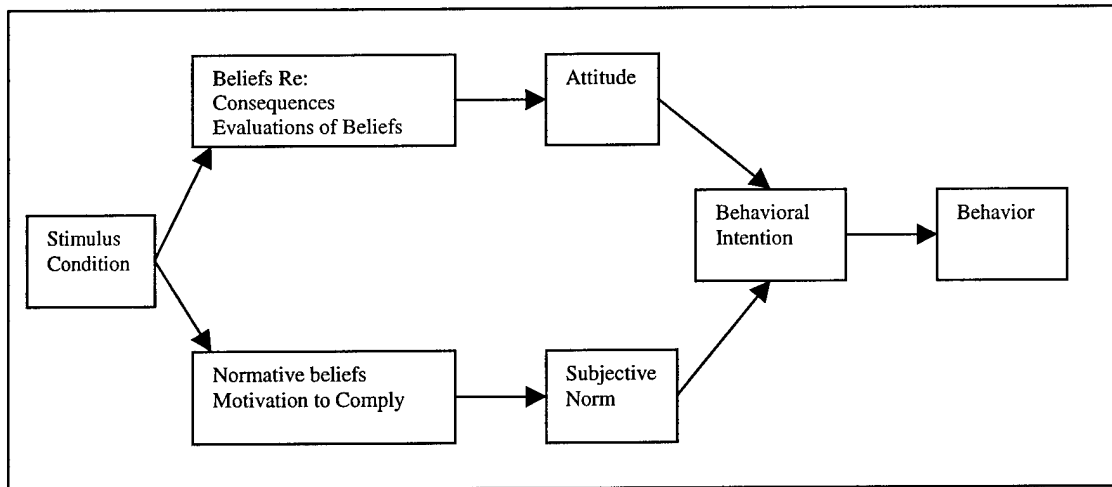 Beliefs Re:
Consequences
Evaluations of Beliefs
Attitude
Stimulus
Condition
Behavioral
Intention
Behavior
Normative beliefs
Motivation to Comply
Subjective
Norm